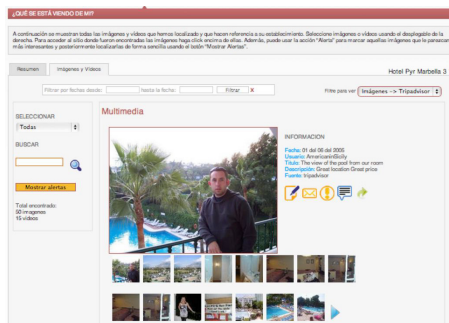 ¿QUÉ SE ESTÁ VIENDO DE MI?
A continuación se muestran todas las imágenes y vídeos que hemos localizado y que hacen referencia a su establecimiento. Seleccione imágenes o vídeos usando el desplegable de la
derecha. Para acceder al sitio donde fueron encontradas las imágenes haga click encima de ellas. Además, puede usar la acción "Alerta" para marcar aquellas imágenes que le parezcan
más interesantes y posteriormente localizarlas de forma sencilla usando el botón "Mostrar Alertas".
Resumen
Imágenes y Vídeos
Hotel Pyr Marbella 3
Filtrar por fechas desde:
hasta la fecha:
Filtrar
X
Filtre para ver:
Imágenes -> Tripadvisor
SELECCIONAR
Todas
BUSCAR
Mostrar alertas
Total encontrado:
50 imagenes
15 vídeos
Multimedia
INFORMACION
Fecha: 01 del 06 del 2005
Usuario: AmericaninSicily
Título: The view of the pool from our room
Descripción: Great location Great price
Fuente: tripadvisor